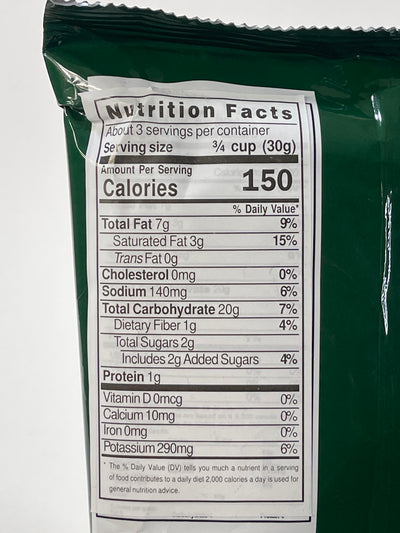 Nutrition Facts
About 3 servings per container
Serving size ¾ cup (30g)
Amount Per Serving
Calories 150
% Daily Value*
Total Fat 7g 9%
Saturated Fat 3g 15%
Trans Fat 0g
Cholesterol 0mg 0%
Sodium 140mg 6%
Total Carbohydrate 20g 7%
Dietary Fiber 1g 4%
Total Sugars 2g
Includes 2g Added Sugars 4%
Protein 1g
Vitamin D 0mcg 0%
Calcium 10mg 0%
Iron 0mg 0%
Potassium 290mg 6%
* The % Daily Value (DV) tells you much a nutrient in a serving
of food contributes to a daily diet 2,000 calories a day is used for
general nutrition advice.